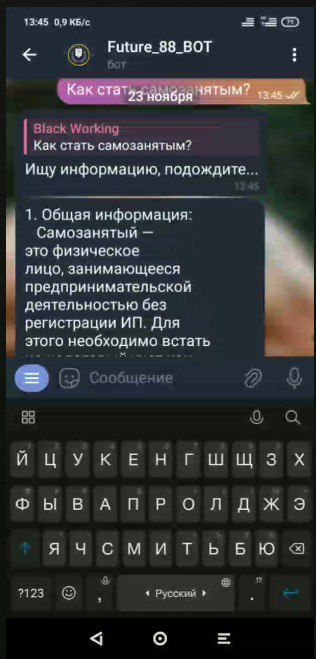 13:45 0,9 КБ/с
71
Future_88_BOT
бот
Как стать самозанятым? 13:45
23 ноября
Black Working
Как стать самозанятым?
Ищу информацию, подождите...
13:45
1. Общая информация:
Самозанятый —
это физическое
лицо, занимающееся
предпринимательской
деятельностью без
регистрации ИП. Для
этого необходимо встать
Сообщение
Й Ц У К Е Н Г Ш Щ З Х
Ф Ы В А П Р О Л Д Ж Э
Я Ч С М И Т Ь Б Ю
?123 , Русский .